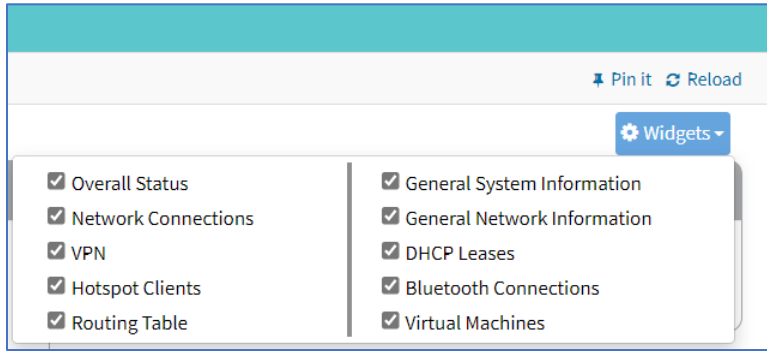 Pin it Reload
Widgets
Overall Status
Network Connections
VPN
Hotspot Clients
Routing Table
General System Information
General Network Information
DHCP Leases
Bluetooth Connections
Virtual Machines